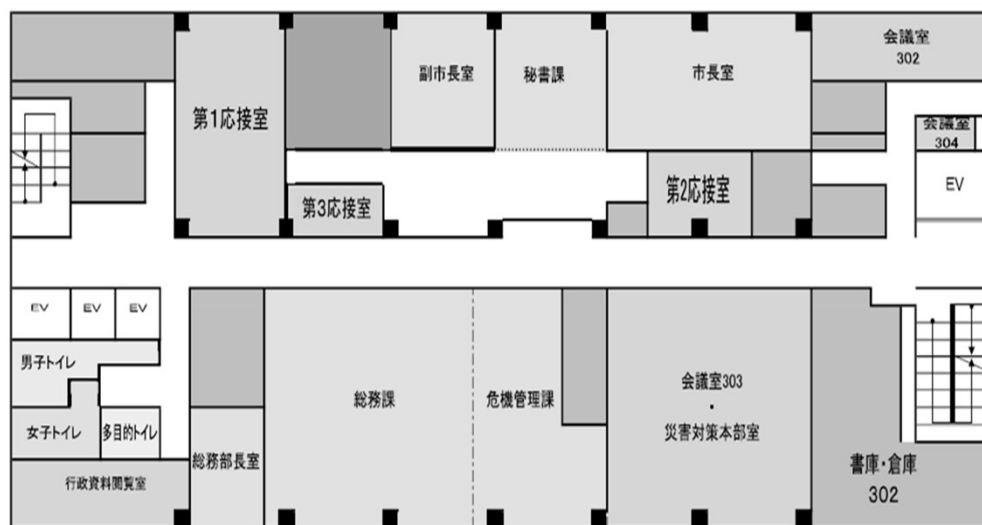 会議室
302
副市長室
秘書課
市長室
第1応接室
会議室
304
EV
第2応接室
第3応接室
EV
EV
EV
男子トイレ
女子トイレ
多目的トイレ
行政資料閲覧室
総務部長室
総務課
危機管理課
会議室303
・
災害対策本部室
書庫・倉庫
302